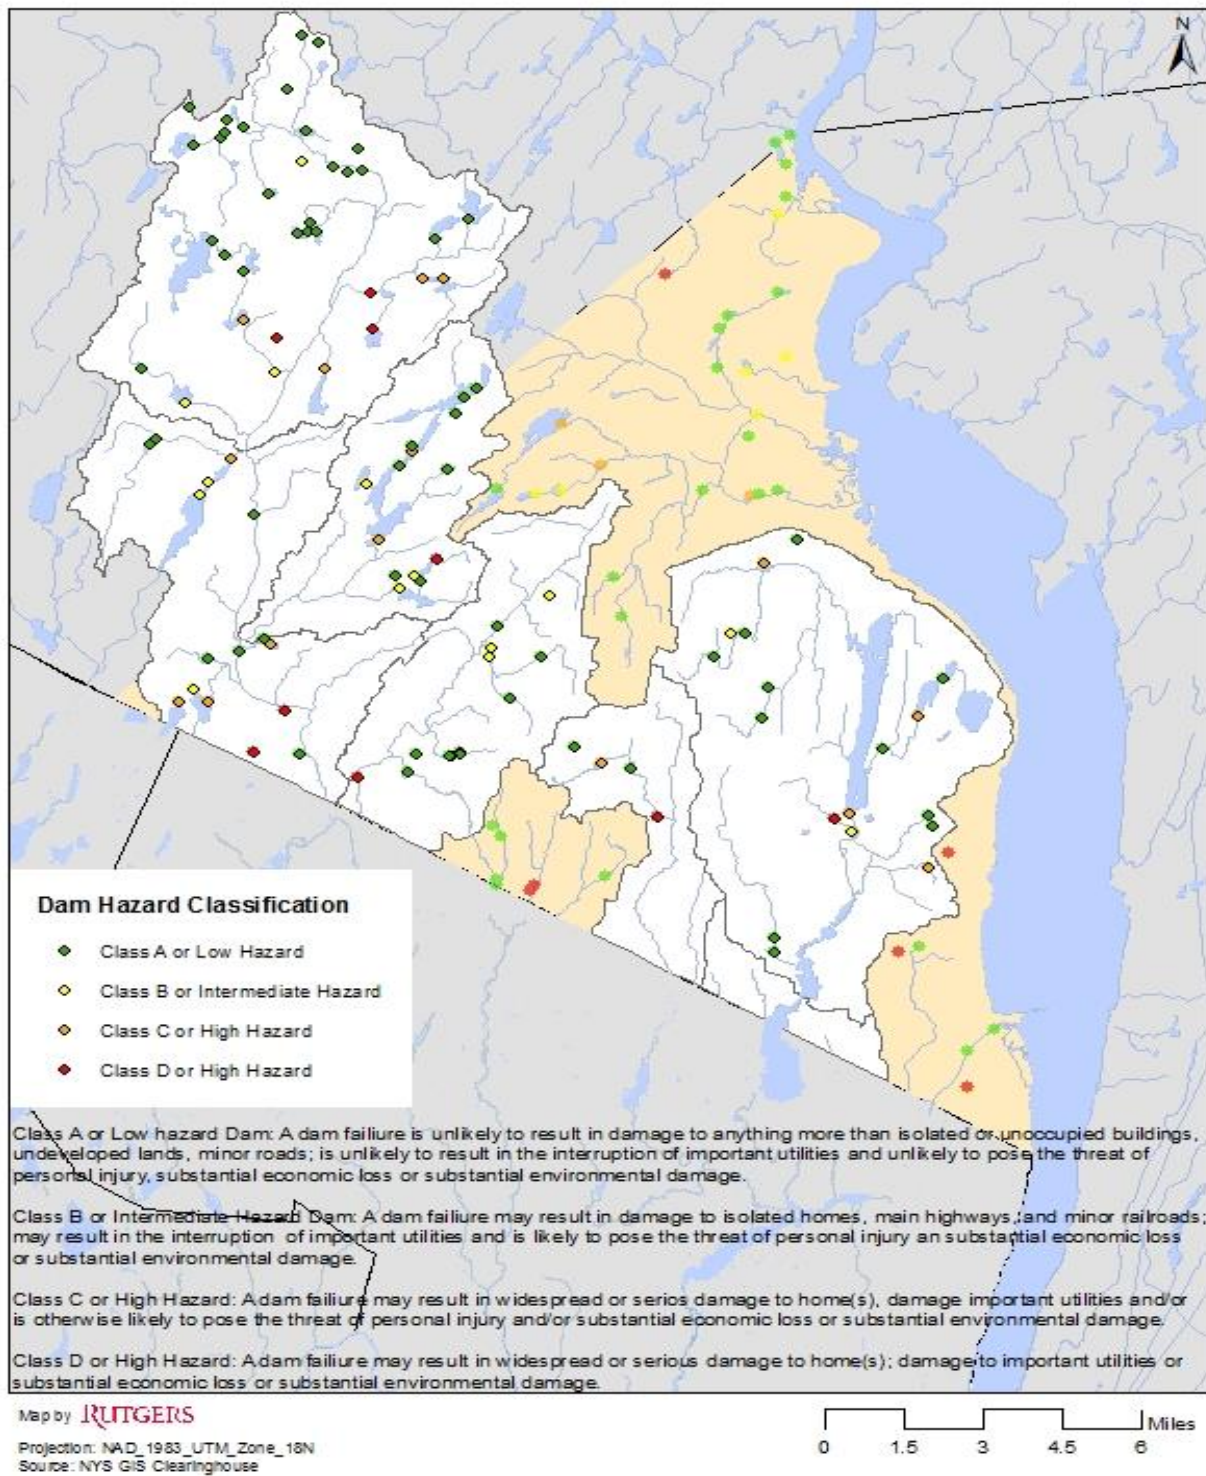 N
Dam Hazard Classification
Class A or Low Hazard
Class B or Intermediate Hazard
Class C or High Hazard
Class D or High Hazard
Class A or Low hazard Dam: A dam failiure is unlikely to result in damage to anything more than isolated or unoccupied buildings,
undeveloped lands, minor roads; is unlikely to result in the interruption of important utilities and unlikely to pose the threat of
personal injury, substantial economic loss or substantial environmental damage.
Class B or Intermediate Hazard Dam: A dam failiure may result in damage to isolated homes, main highways, and minor railroads;
may result in the interruption of important utilities and is likely to pose the threat of personal injury an substantial economic loss
or substantial environmental damage.
Class C or High Hazard: A dam failiure may result in widespread or serios damage to home(s), damage important utilities and/or
is otherwise likely to pose the threat of personal injury and/or substantial economic loss or substantial environmental damage.
Class D or High Hazard: A dam failiure may result in widespread or serious damage to home(s); damage to important utilities or
substantial economic loss or substantial environmental damage.
Map by RUTGERS
Projection: NAD_1983_UTM_Zone_18N
Source: NYS GIS Clearinghouse
Miles
0 1.5 3 4.5 6